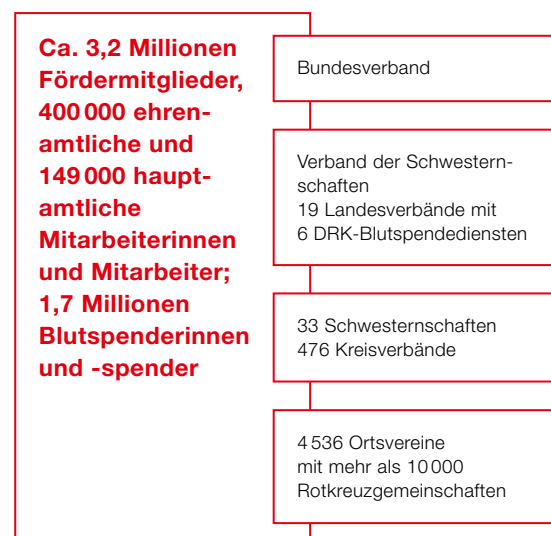 Ca. 3,2 Millionen
Fördermitglieder,
400 000 ehren-
amtliche und
149 000 haupt-
amtliche
Mitarbeiterinnen
und Mitarbeiter;
1,7 Millionen
Blutspenderinnen
und -spender
Bundesverband
Verband der Schwestern-
schaften
19 Landesverbände mit
6 DRK-Blutspendediensten
33 Schwesternschaften
476 Kreisverbände
4 536 Ortsvereine
mit mehr als 10 000
Rotkreuzgemeinschaften